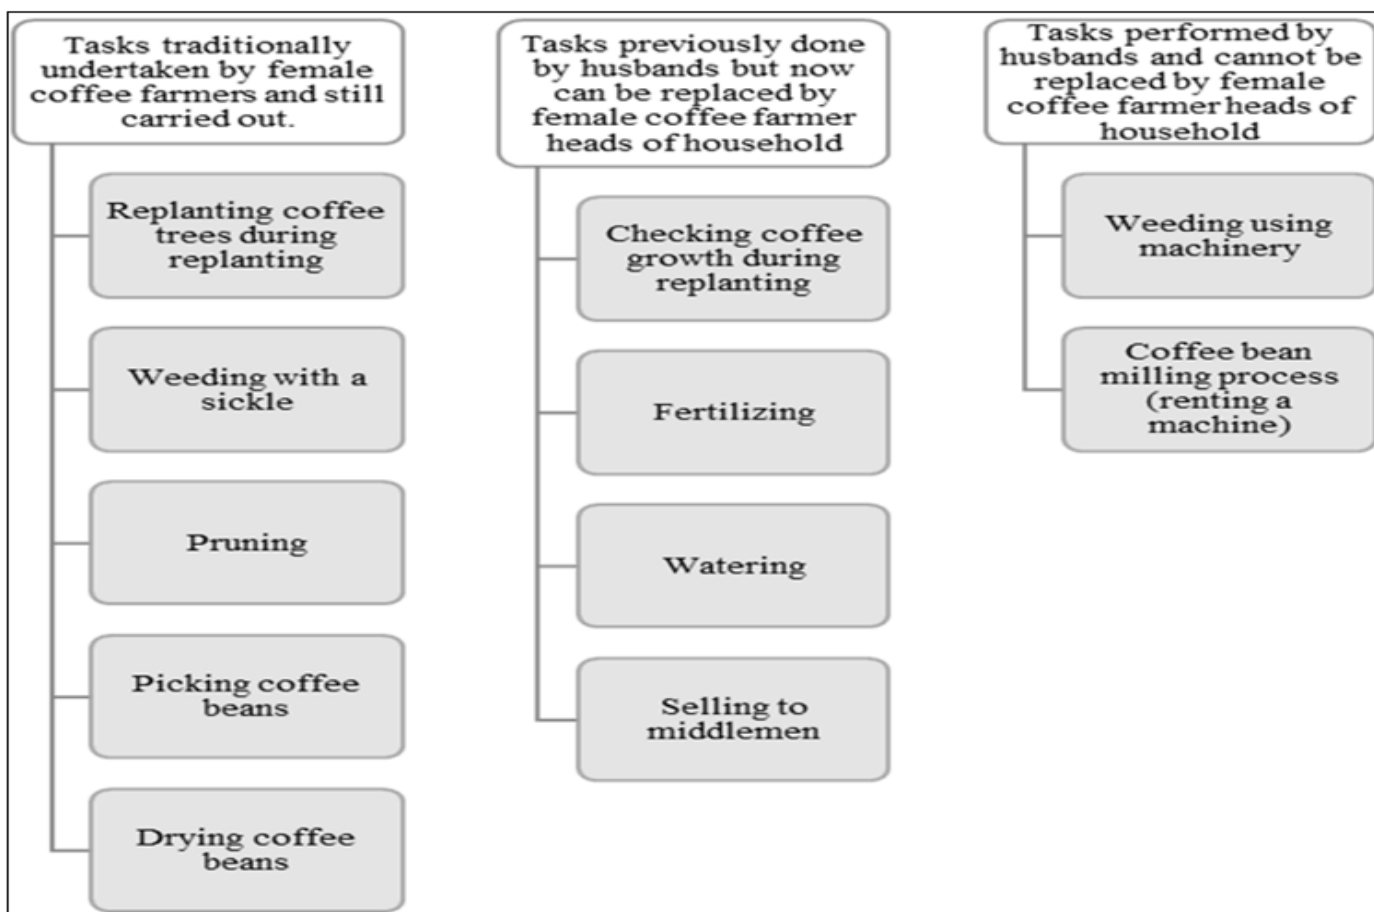 Tasks traditionally
undertaken by female
coffee farmers and still
carried out.
Replanting coffee
trees during
replanting
Weeding with a
sickle
Pruning
Picking coffee
beans
Drying coffee
beans
Tasks previously done
by husbands but now
can be replaced by
female coffee farmer
heads of household
Checking coffee
growth during
replanting
Fertilizing
Watering
Selling to
middlemen
Tasks performed by
husbands and cannot be
replaced by female
coffee farmer heads of
household
Weeding using
machinery
Coffee bean
milling process
(renting a
machine)